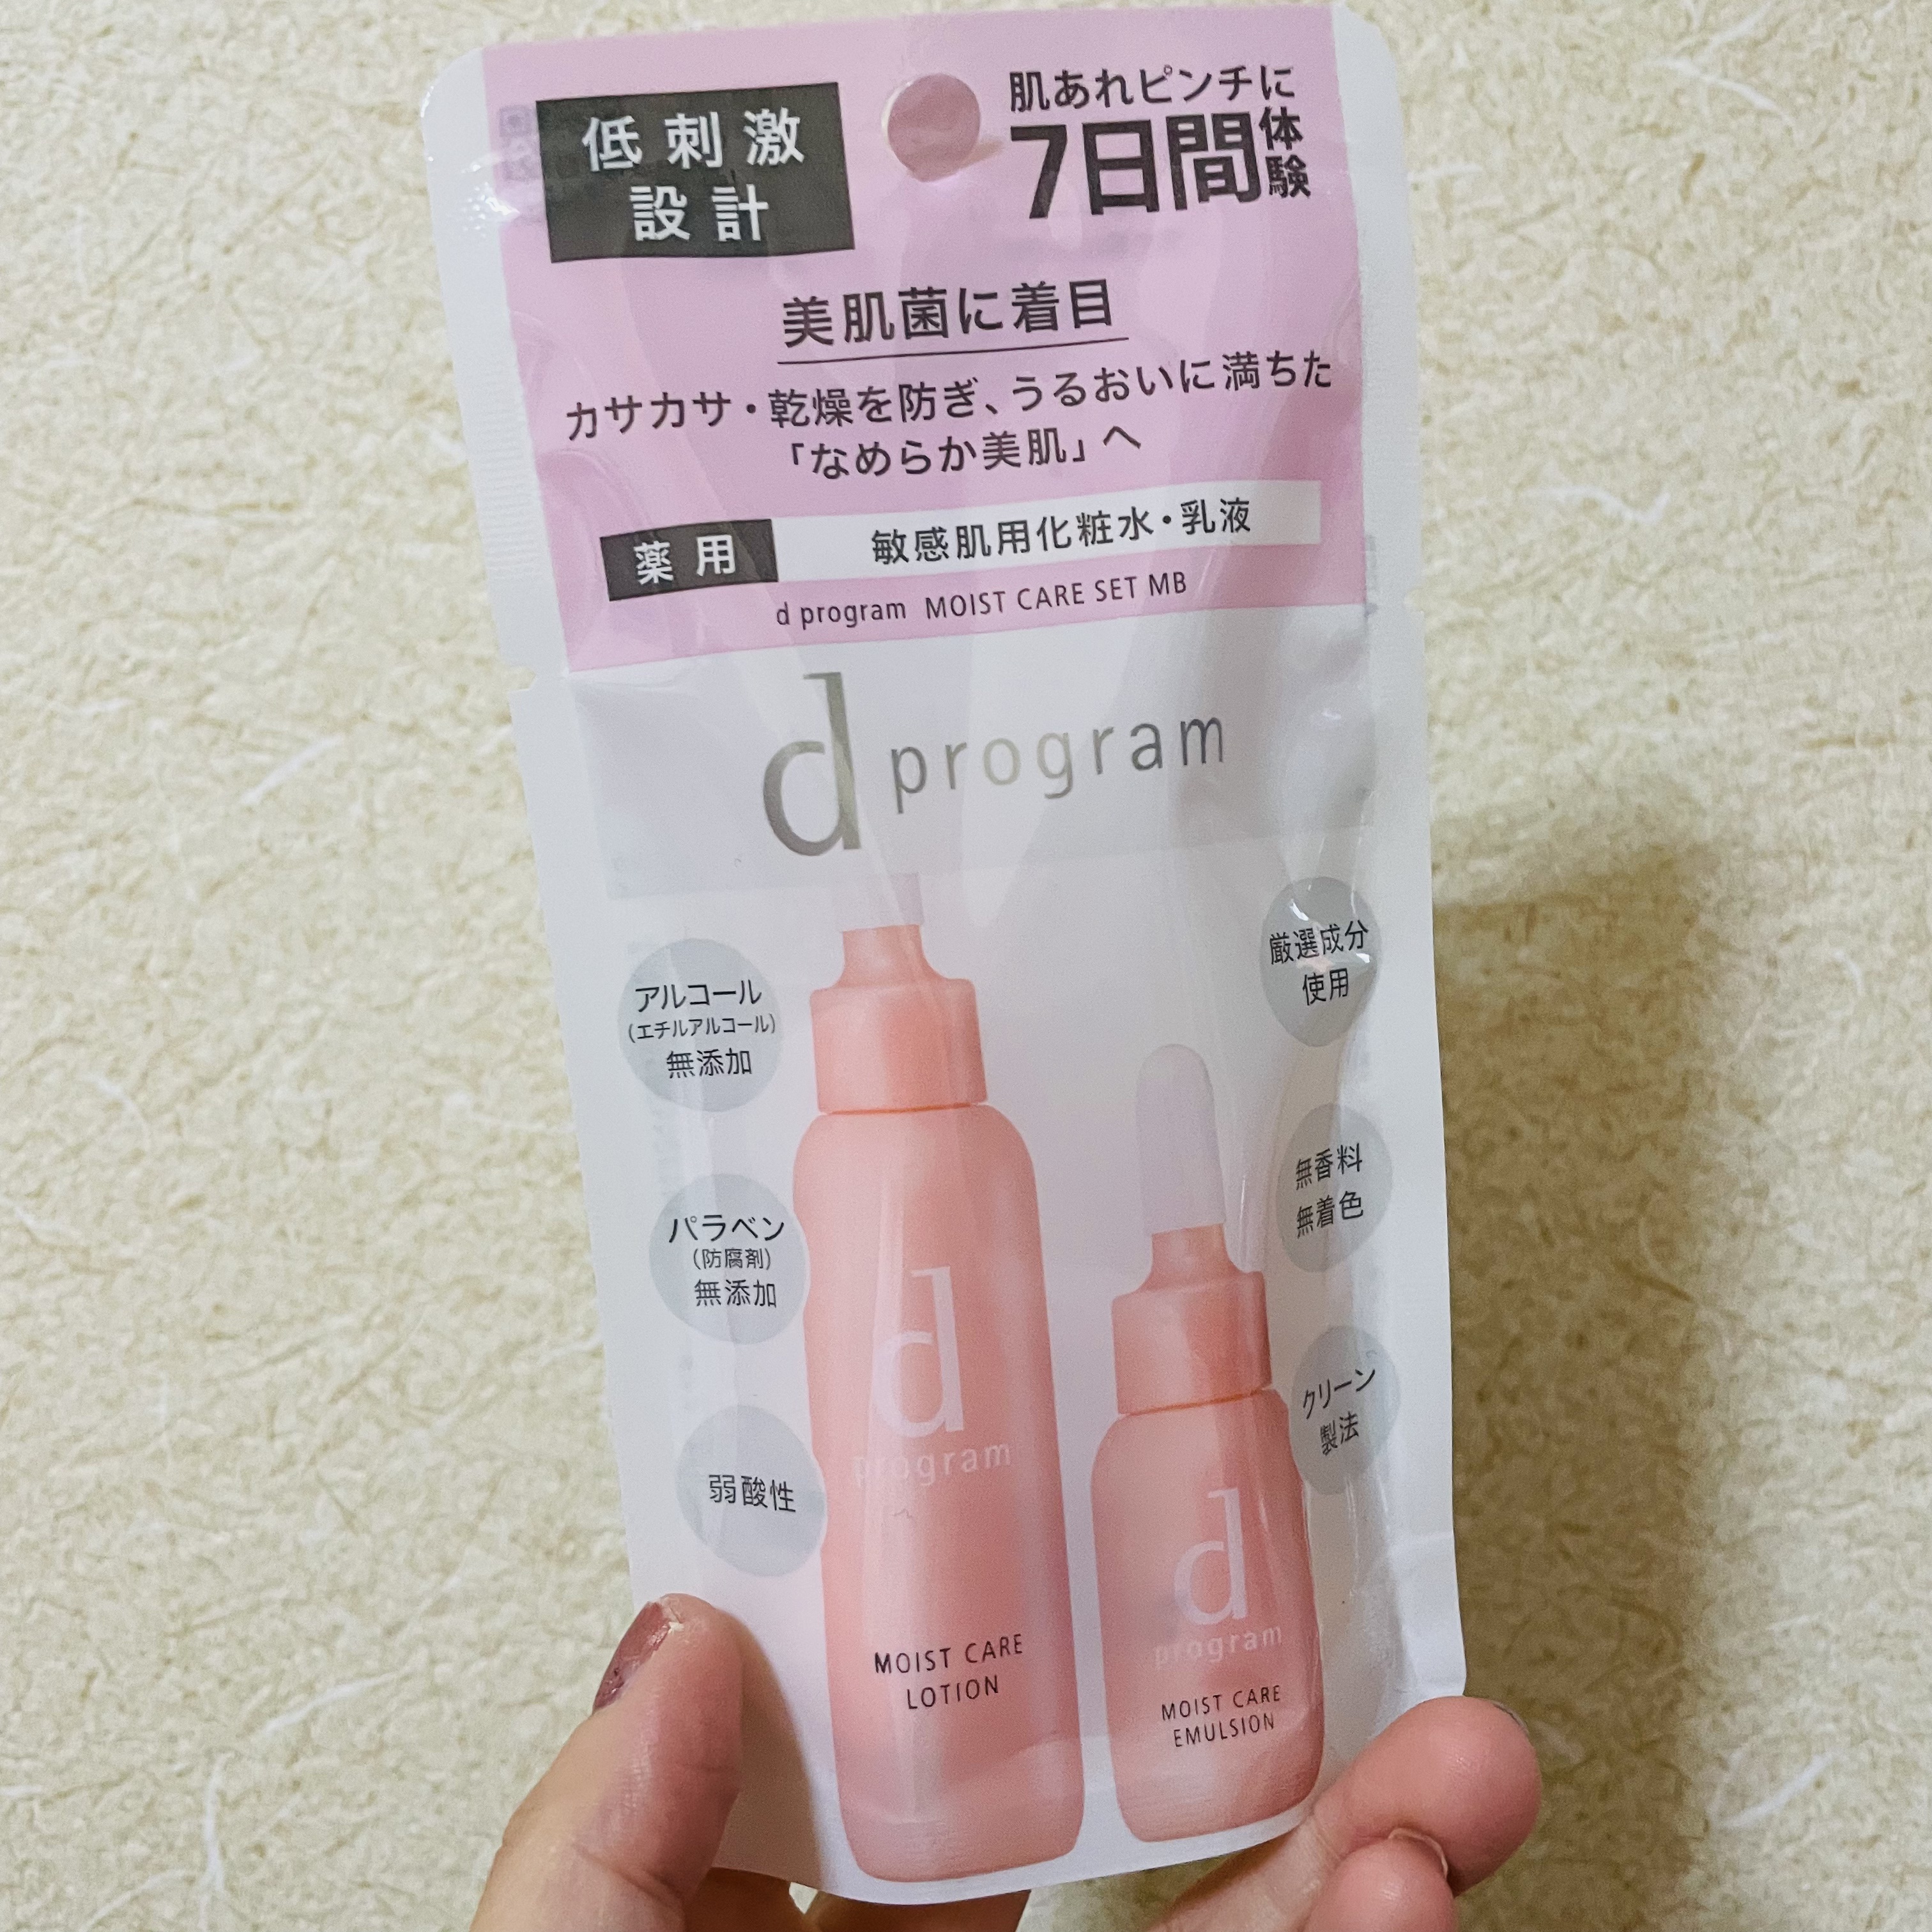 低刺激
設計
肌あれピンチに
7日間体験
美肌菌に着目
カサカサ・乾燥を防ぎ、うるおいに満ちた
「なめらか美肌」へ
薬用
敏感肌用化粧水・乳液
d program MOIST CARE SET MB
d program
アルコール
(エチルアルコール)
無添加
パラベン
(防腐剤)
無添加
弱酸性
厳選成分
使用
無香料
無着色
クリーン
製法
d
program
MOIST CARE
LOTION
d
program
MOIST CARE
EMULSION